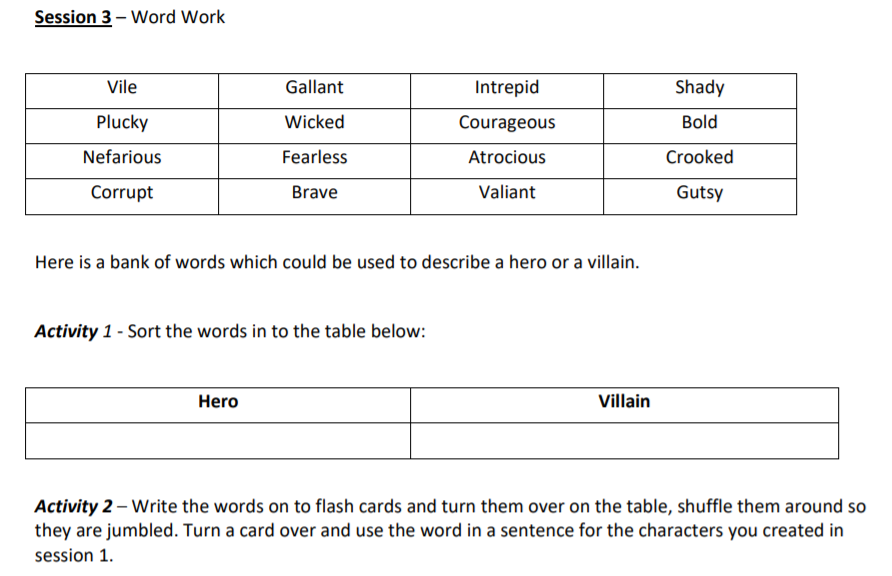 Session 3 – Word Work
Vile Gallant Intrepid Shady
Plucky Wicked Courageous Bold
Nefarious Fearless Atrocious Crooked
Corrupt Brave Valiant Gutsy
Here is a bank of words which could be used to describe a hero or a villain.
Activity 1 - Sort the words in to the table below:
Hero Villain
Activity 2 – Write the words on to flash cards and turn them over on the table, shuffle them around so
they are jumbled. Turn a card over and use the word in a sentence for the characters you created in
session 1.